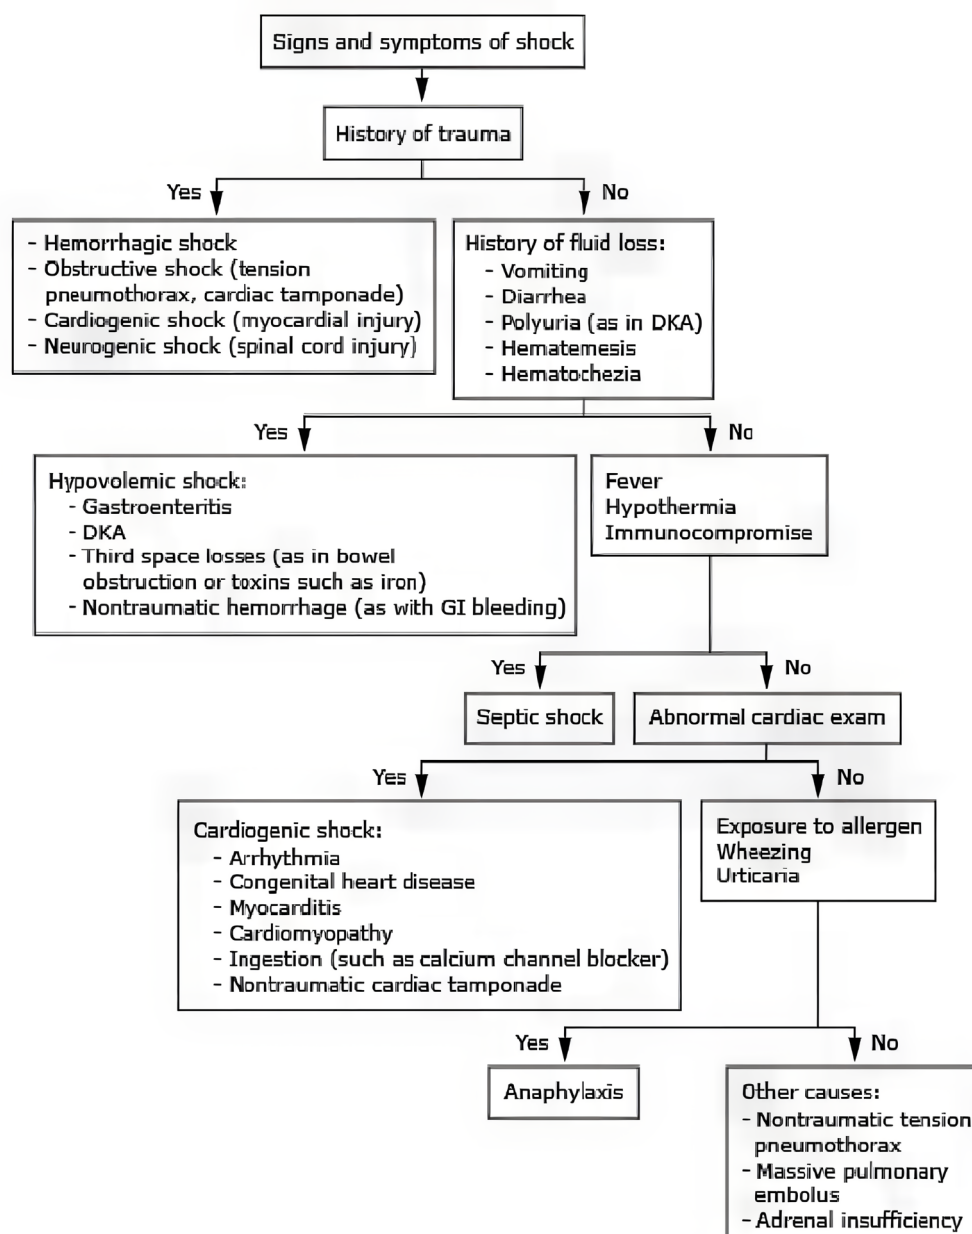 Signs and symptoms of shock
History of trauma
Yes
No
- Hemorrhagic shock
- Obstructive shock (tension
pneumothorax, cardiac tamponade)
- Cardiogenic shock (myocardial injury)
- Neurogenic shock (spinal cord injury)
History of fluid loss:
- Vomiting
- Diarrhea
- Polyuria (as in DKA)
- Hematemesis
- Hematochezia
Yes
No
Hypovolemic shock:
- Gastroenteritis
- DKA
- Third space losses (as in bowel
obstruction or toxins such as iron)
- Nontraumatic hemorrhage (as with GI bleeding)
Fever
Hypothermia
Immunocompromise
Yes
No
Septic shock
Abnormal cardiac exam
Yes
No
Cardiogenic shock:
- Arrhythmia
- Congenital heart disease
- Myocarditis
- Cardiomyopathy
- Ingestion (such as calcium channel blocker)
- Nontraumatic cardiac tamponade
Exposure to allergen
Wheezing
Urticaria
Yes
No
Anaphylaxis
Other causes:
- Nontraumatic tension
pneumothorax
- Massive pulmonary
embolus
- Adrenal insufficiency